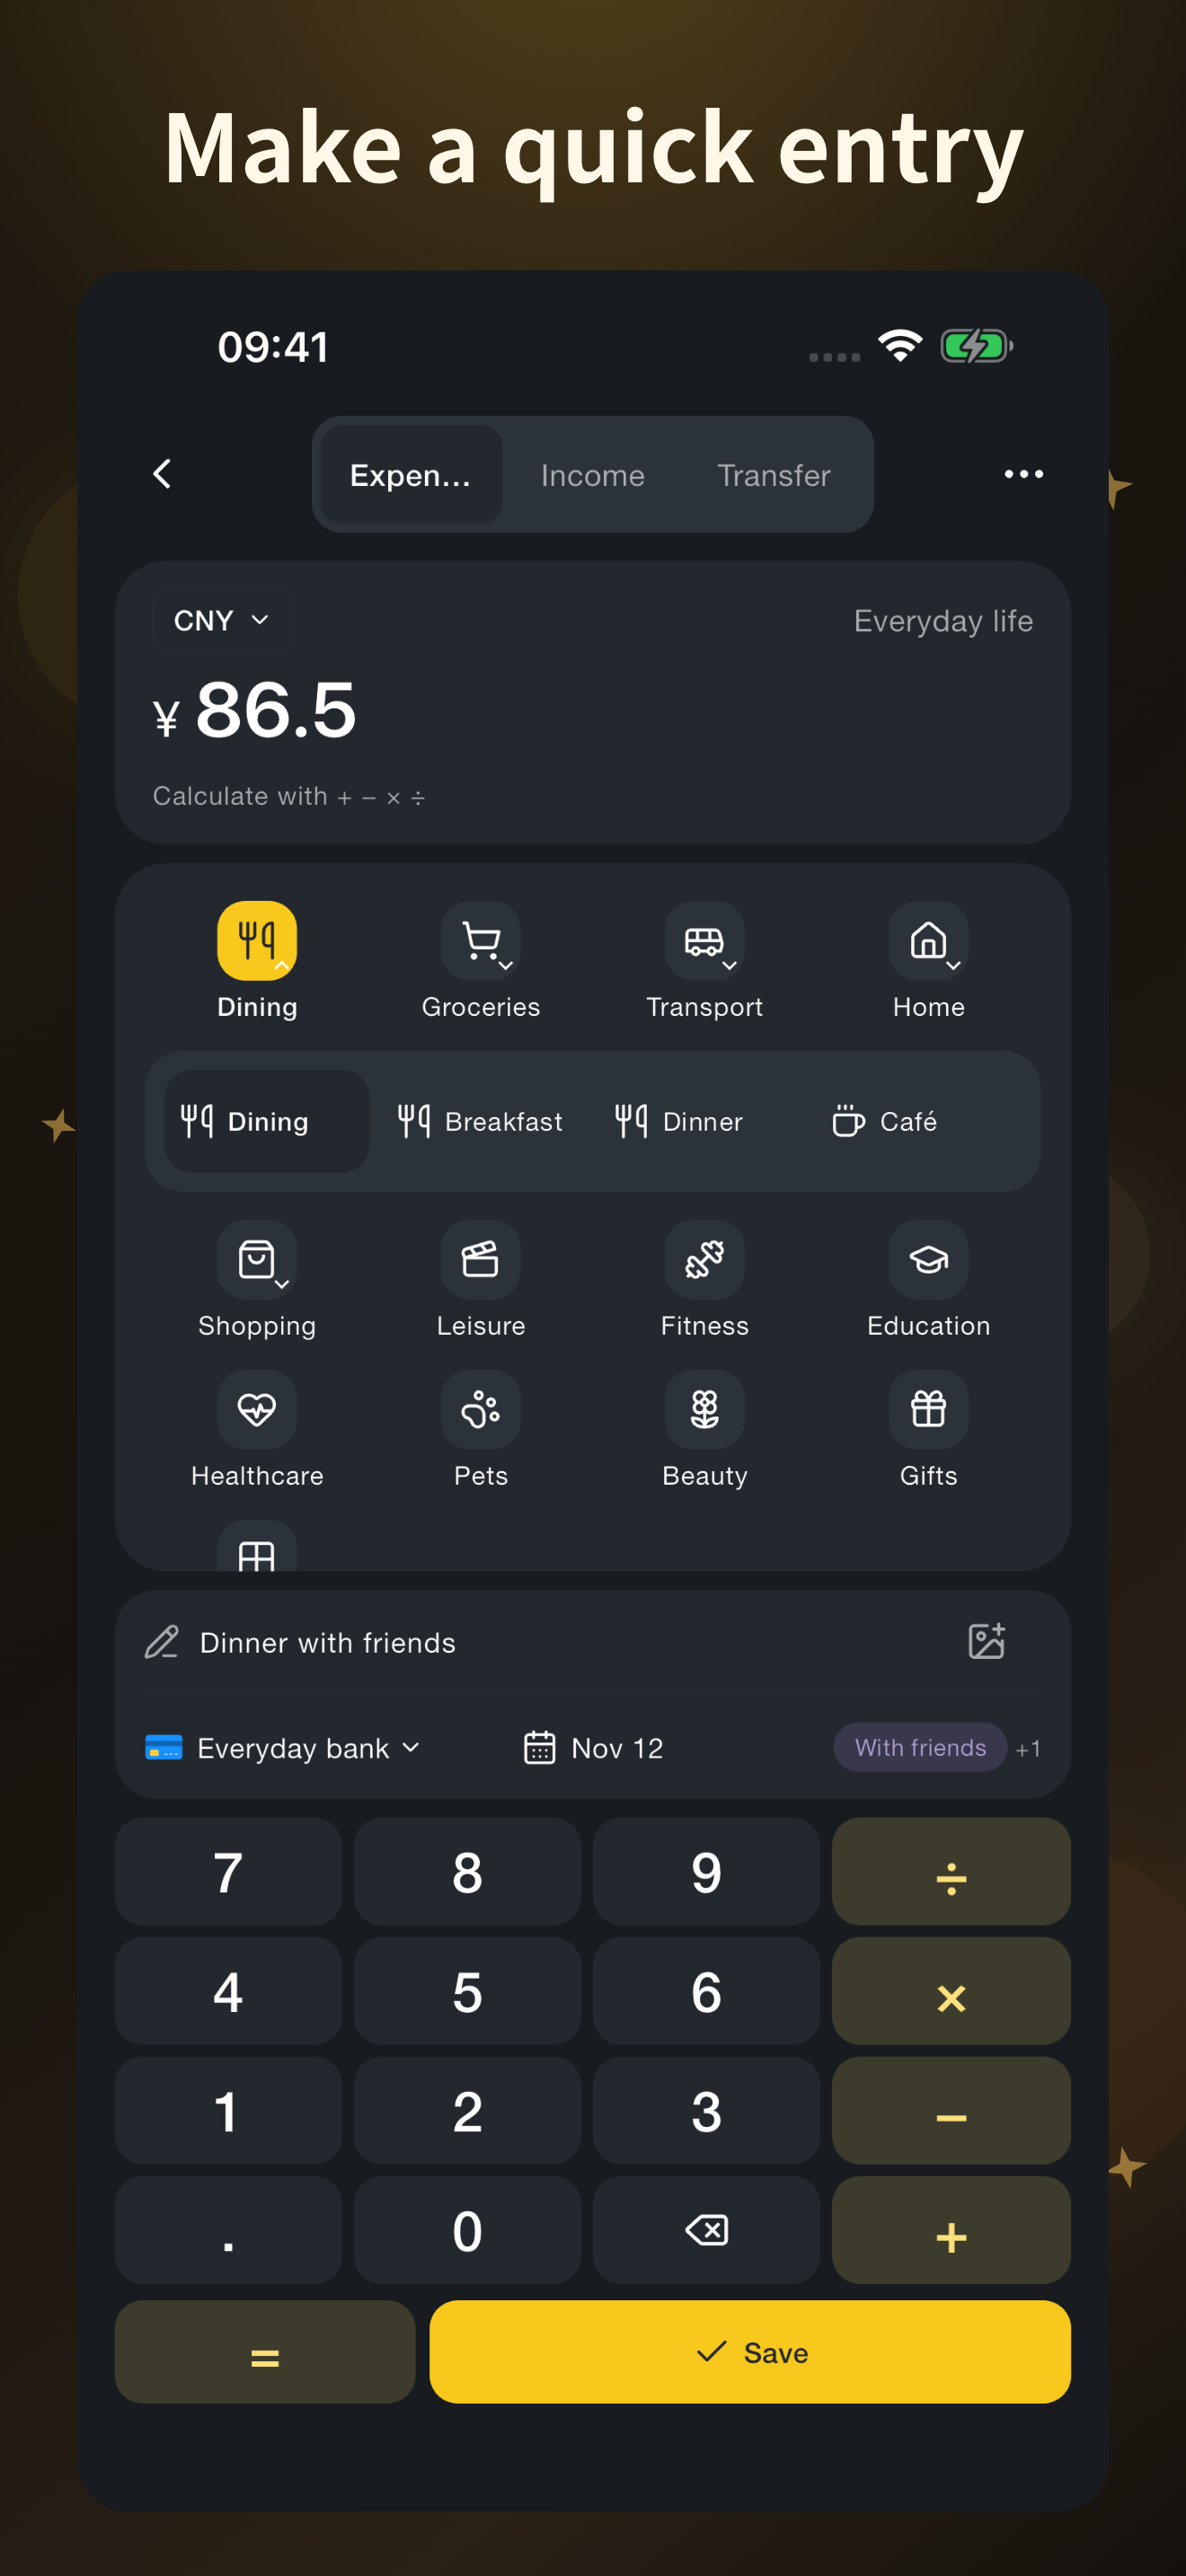 Make a quick entry
09:41
Expen... Income Transfer
CNY Everyday life
¥ 86.5
Calculate with + − × ÷
Dining Groceries Transport Home
Dining Breakfast Dinner Café
Shopping Leisure Fitness Education
Healthcare Pets Beauty Gifts
Dinner with friends
Everyday bank Nov 12 With friends +1
7 8 9 ÷
4 5 6 ×
1 2 3 −
. 0 +
= Save